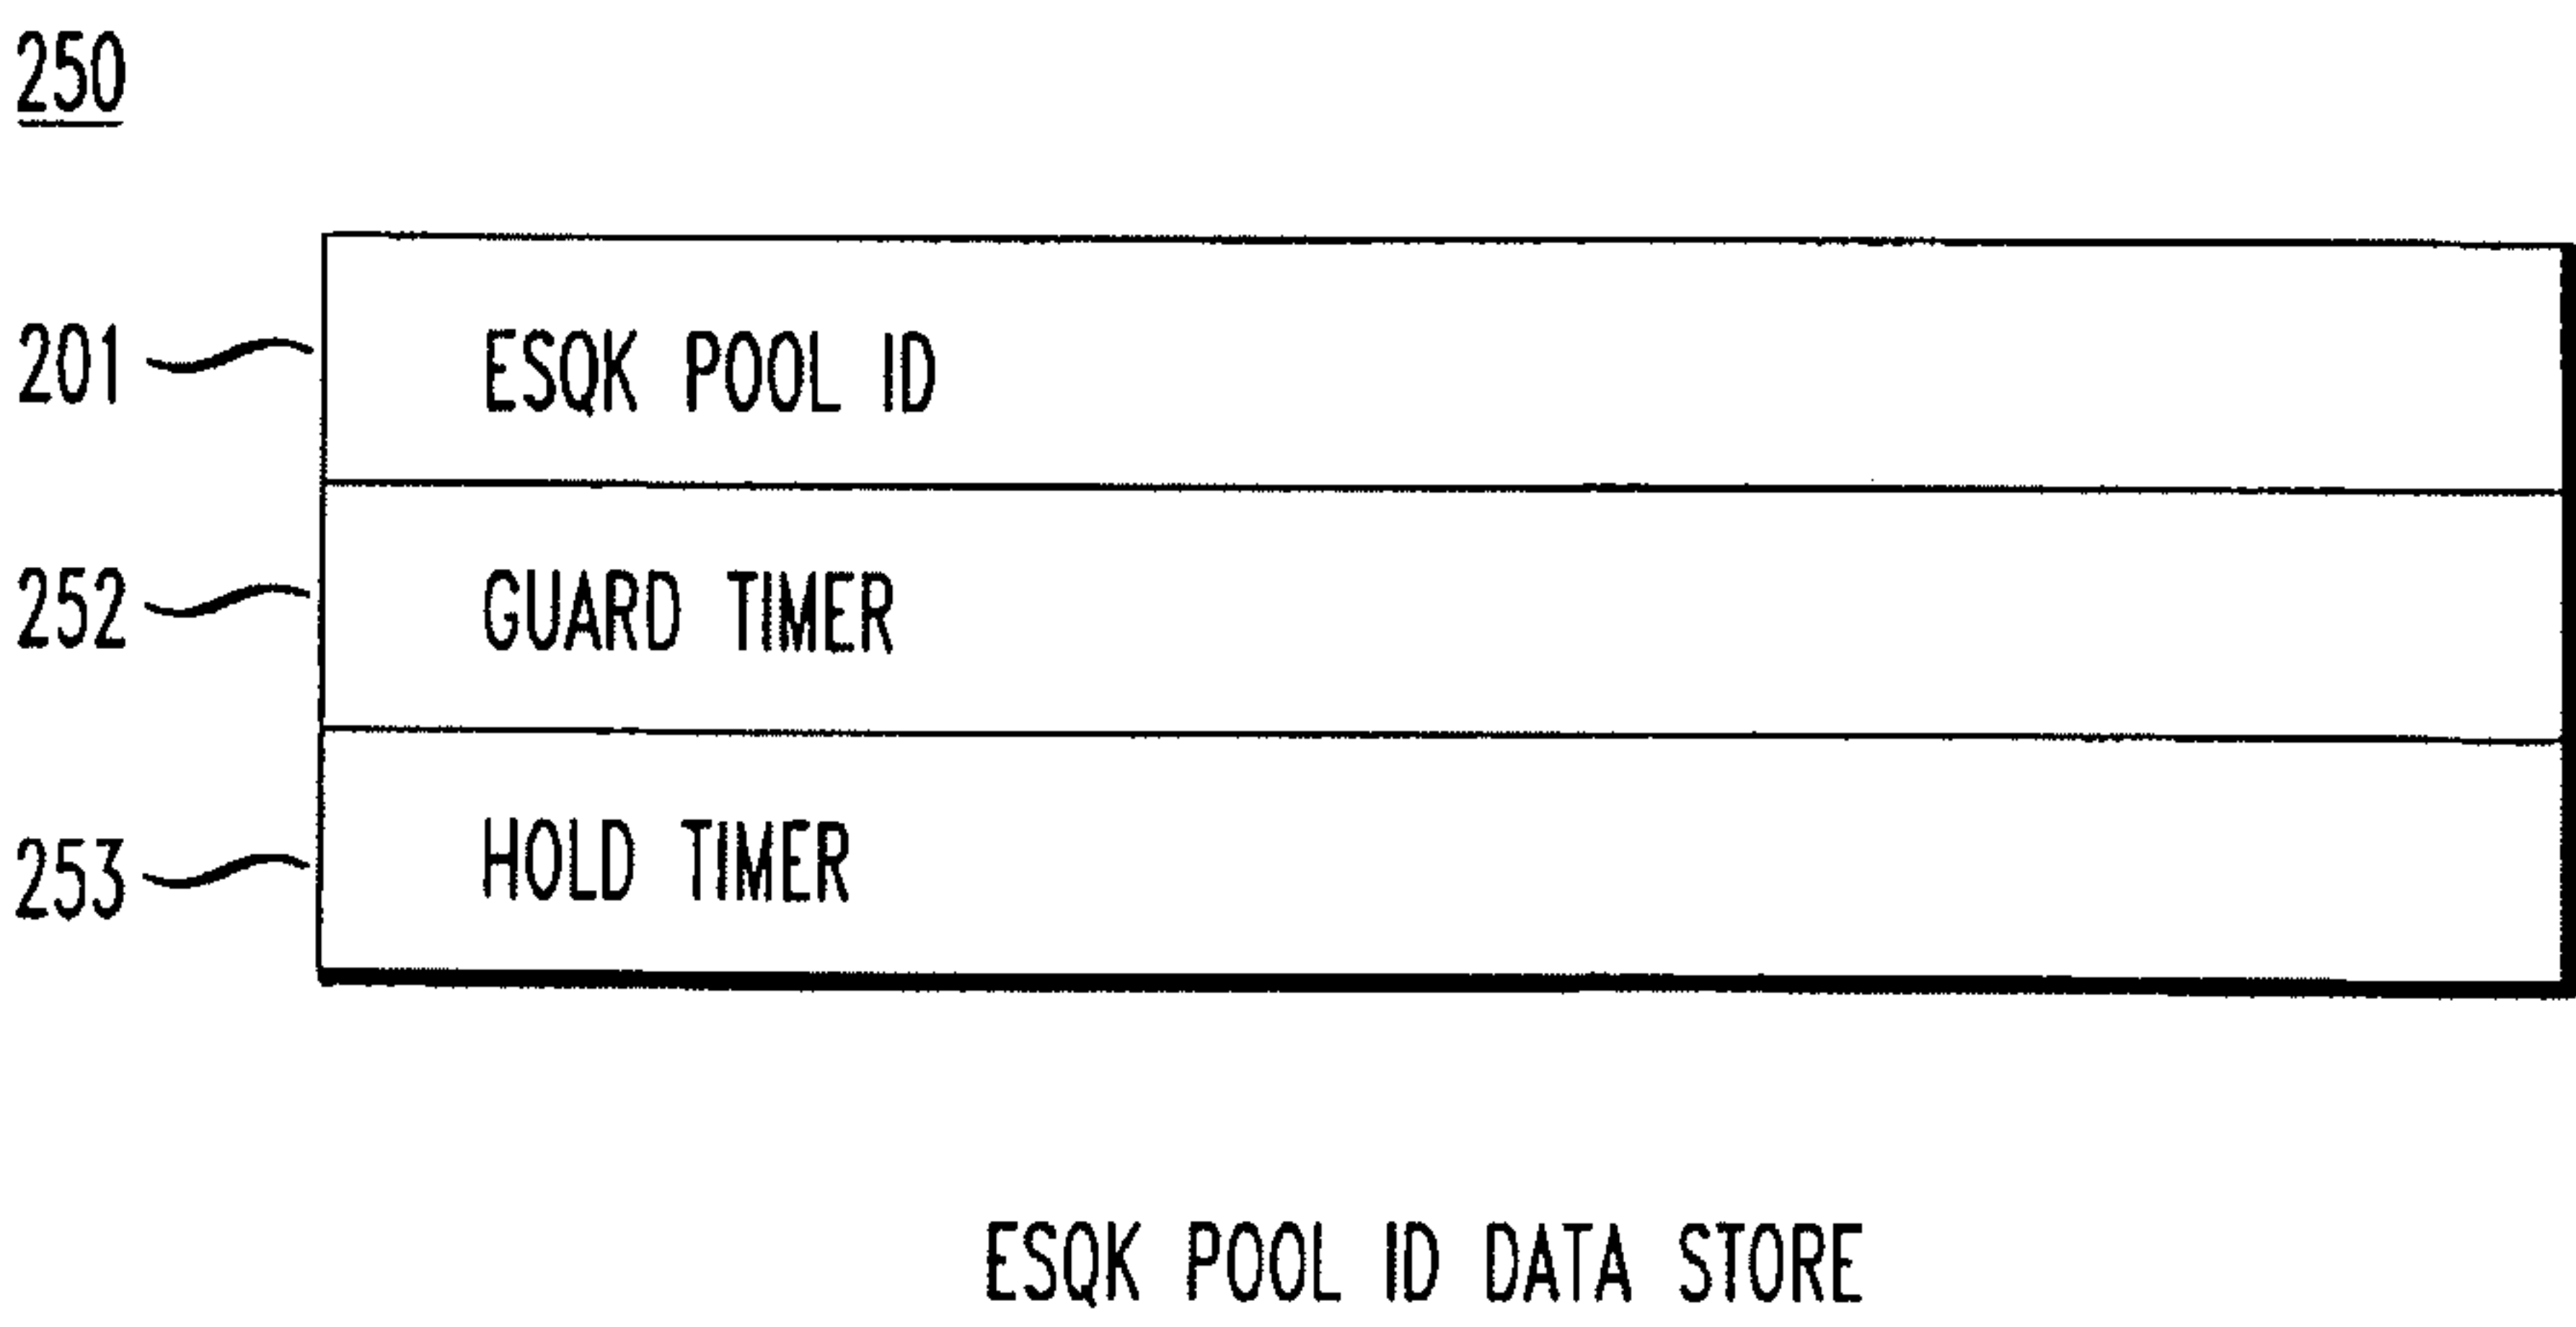 250
201 ESQK POOL ID
252 GUARD TIMER
253 HOLD TIMER
ESQK POOL ID DATA STORE